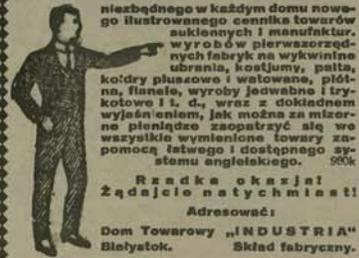 niezbędnego w każdym domu nowe-
go ilustrowanego cennika towarów
sukiennych i manufaktur.
wyrobów pierwszorzęd-
nych fabryk na wykwintne
ubrania, kostjumy, palta,
kołdry pluszowe i watowane, płót-
na, flanele, wyroby jedwabne i try-
kotowe i t. d., wraz z dokładnem
wyjaśnieniem, jak można za mizer-
ne pieniądze zaopatrzyć się we
wszystkie wymienione towary za-
pomocą łatwego i dostępnego sy-
stemu angielskiego. 990k
Rzadka okazja!
Żądajcie natychmiast!
Adresować:
Dom Towarowy „INDUSTRIA"
Białystok. Skład fabryczny.